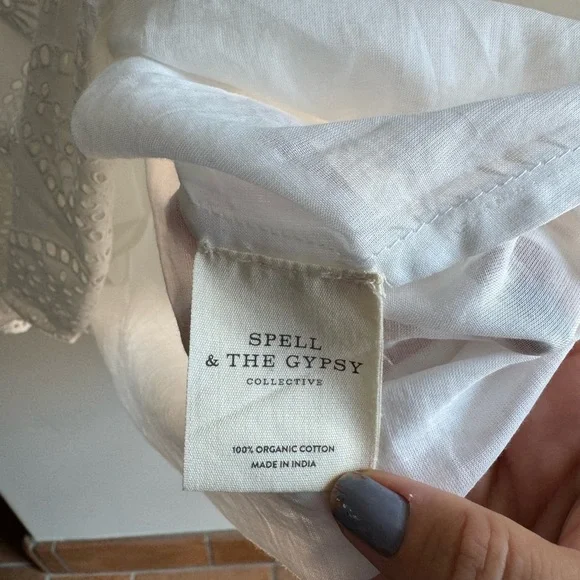 SPELL
& THE GYPSY
COLLECTIVE
100% ORGANIC COTTON
MADE IN INDIA